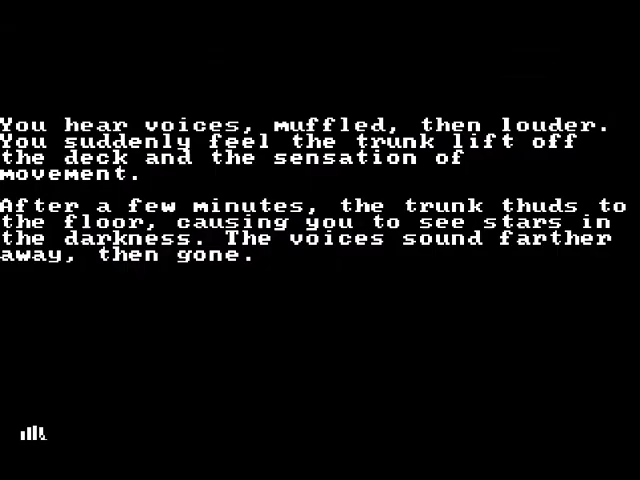 You hear voices, muffled, then louder.
You suddenly feel the trunk lift off
the deck and the sensation of
movement.
After a few minutes, the trunk thuds to
the floor, causing you to see stars in
the darkness. The voices sound farther
away, then gone.